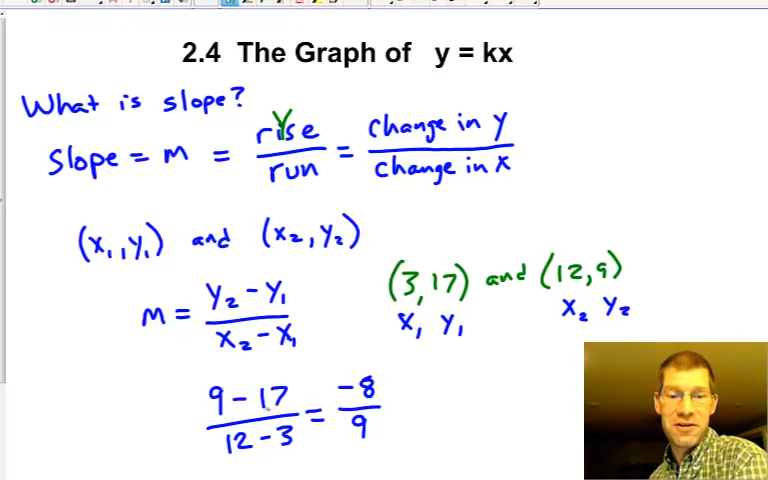 2.4 The Graph of y = kx
What is slope?
Slope = m = rise/run = change in y/change in x
Y
(x₁, y₁) and (x₂, y₂)
(3, 17) and (12, 9)
x₁ y₁ x₂ y₂
m = y₂ - y₁/x₂ - x₁
9 - 17/12 - 3 = -8/9